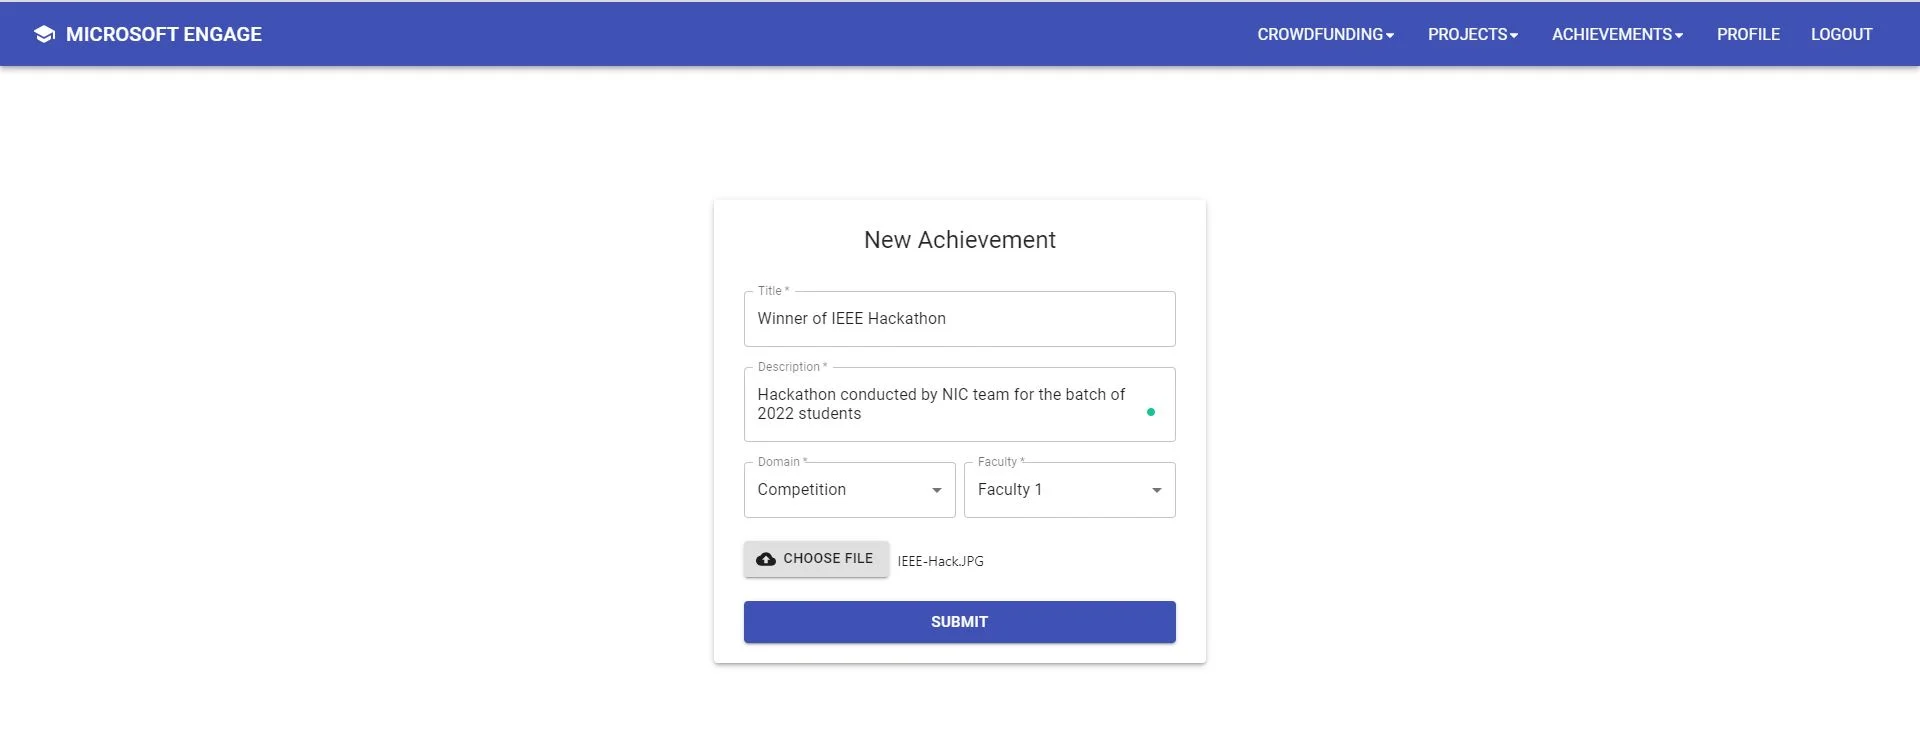 MICROSOFT ENGAGE
CROWDFUNDING PROJECTS ACHIEVEMENTS PROFILE LOGOUT
New Achievement
Title *
Winner of IEEE Hackathon
Description *
Hackathon conducted by NIC team for the batch of
2022 students
Domain * Faculty *
Competition Faculty 1
CHOOSE FILE IEEE-Hack.JPG
SUBMIT